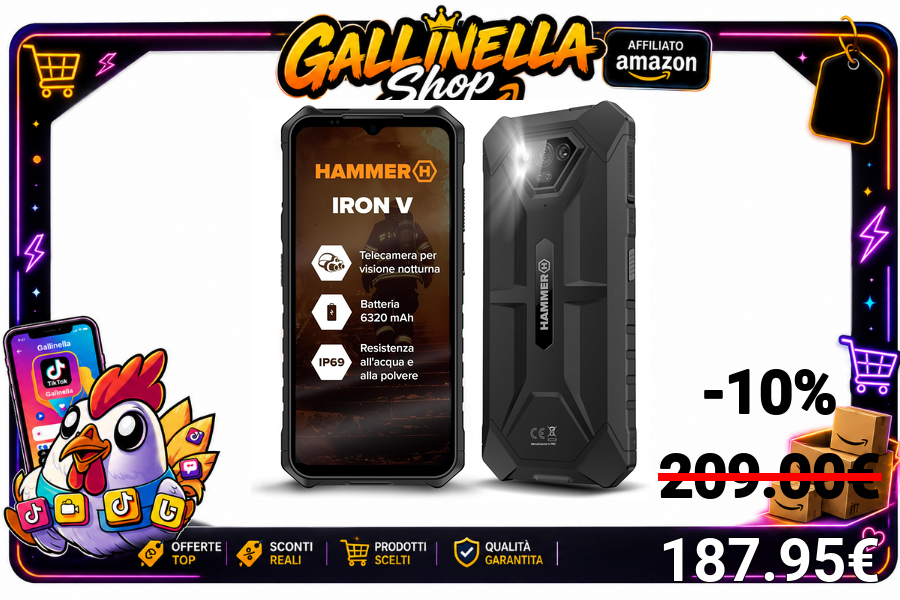 GALLINELLA
Shop
AFFILIATO
amazon
HAMMER H
IRON V
Telecamera per
visione notturna
Batteria
6320 mAh
IP69
Resistenza
all'acqua e
alla polvere
HAMMER H
CE
Gallinella
TikTok
Gallinella
-10%
209.00€
187.95€
OFFERTE
TOP
SCONTI
REALI
PRODOTTI
SCELTI
QUALITÀ
GARANTITA